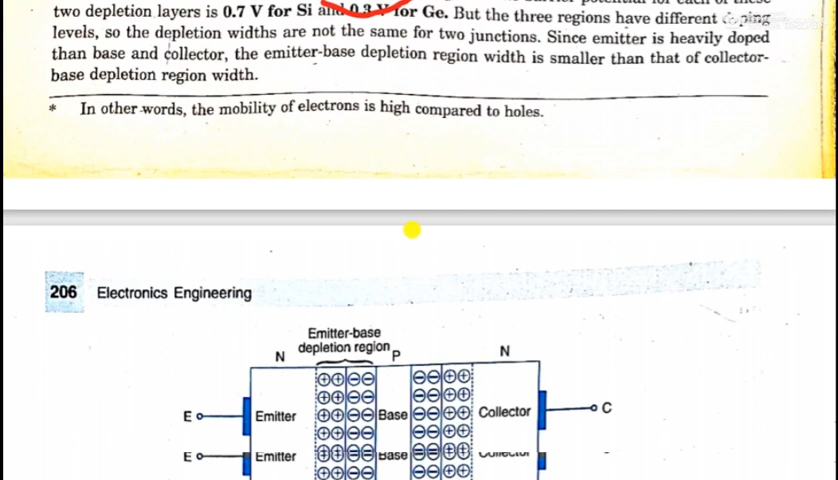 two depletion layers is 0.7 V for Si and 0.3 V for Ge. But the three regions have different doping
levels, so the depletion widths are not the same for two junctions. Since emitter is heavily doped
than base and collector, the emitter-base depletion region width is smaller than that of collector-
base depletion region width.
* In other words, the mobility of electrons is high compared to holes.
206 Electronics Engineering
Emitter-base
depletion region
N P N
E Emitter Base Collector C
E Emitter Base